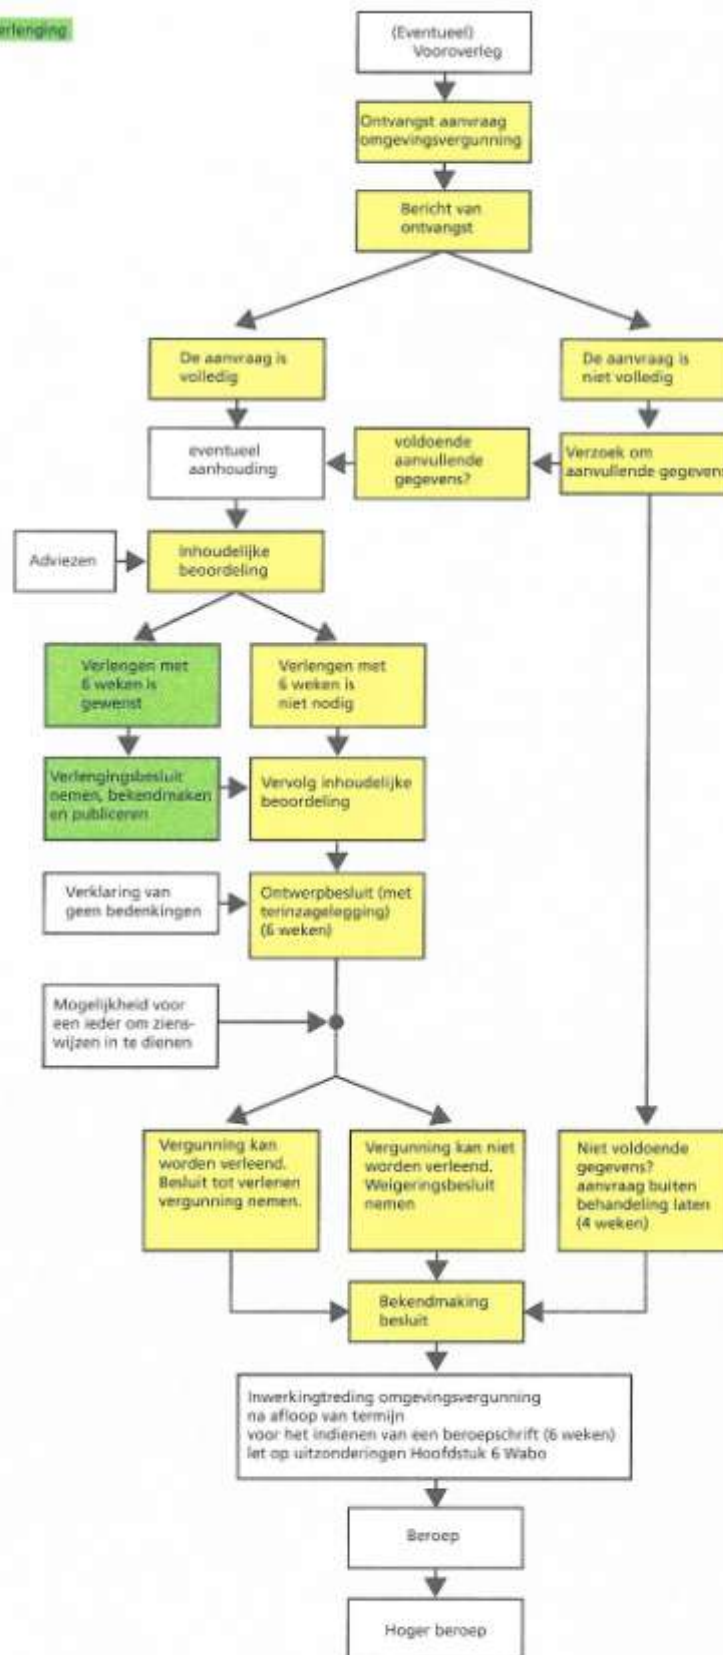 (Eventueel)
Vooroverleg
Ontvangst aanvraag
omgevingsvergunning
Bericht van
ontvangst
De aanvraag is
volledig
De aanvraag is
niet volledig
eventueel
aanhouding
voldoende
aanvullende
gegevens?
Verzoek om
aanvullende gegevens
Adviezen
Inhoudelijke
beoordeling
Verlengen met
6 weken is
gewenst
Verlengen met
6 weken is
niet nodig
Verlengingsbesluit
nemen, bekendmaken
en publiceren
Vervolg inhoudelijke
beoordeling
Verklaring van
geen bedenkingen
Ontwerpbesluit (met
terinzagelegging)
(6 weken)
Mogelijkheid voor
een ieder om ziens-
wijzen in te dienen
Vergunning kan
worden verleend.
Besluit tot verlenen
vergunning nemen.
Vergunning kan niet
worden verleend.
Weigeringsbesluit
nemen
Niet voldoende
gegevens?
aanvraag buiten
behandeling laten
(4 weken)
Bekendmaking
besluit
Inwerkingtreding omgevingsvergunning
na afloop van termijn
voor het indienen van een beroepschrift (6 weken)
let op uitzonderingen Hoofdstuk 6 Wabo
Beroep
Hoger beroep